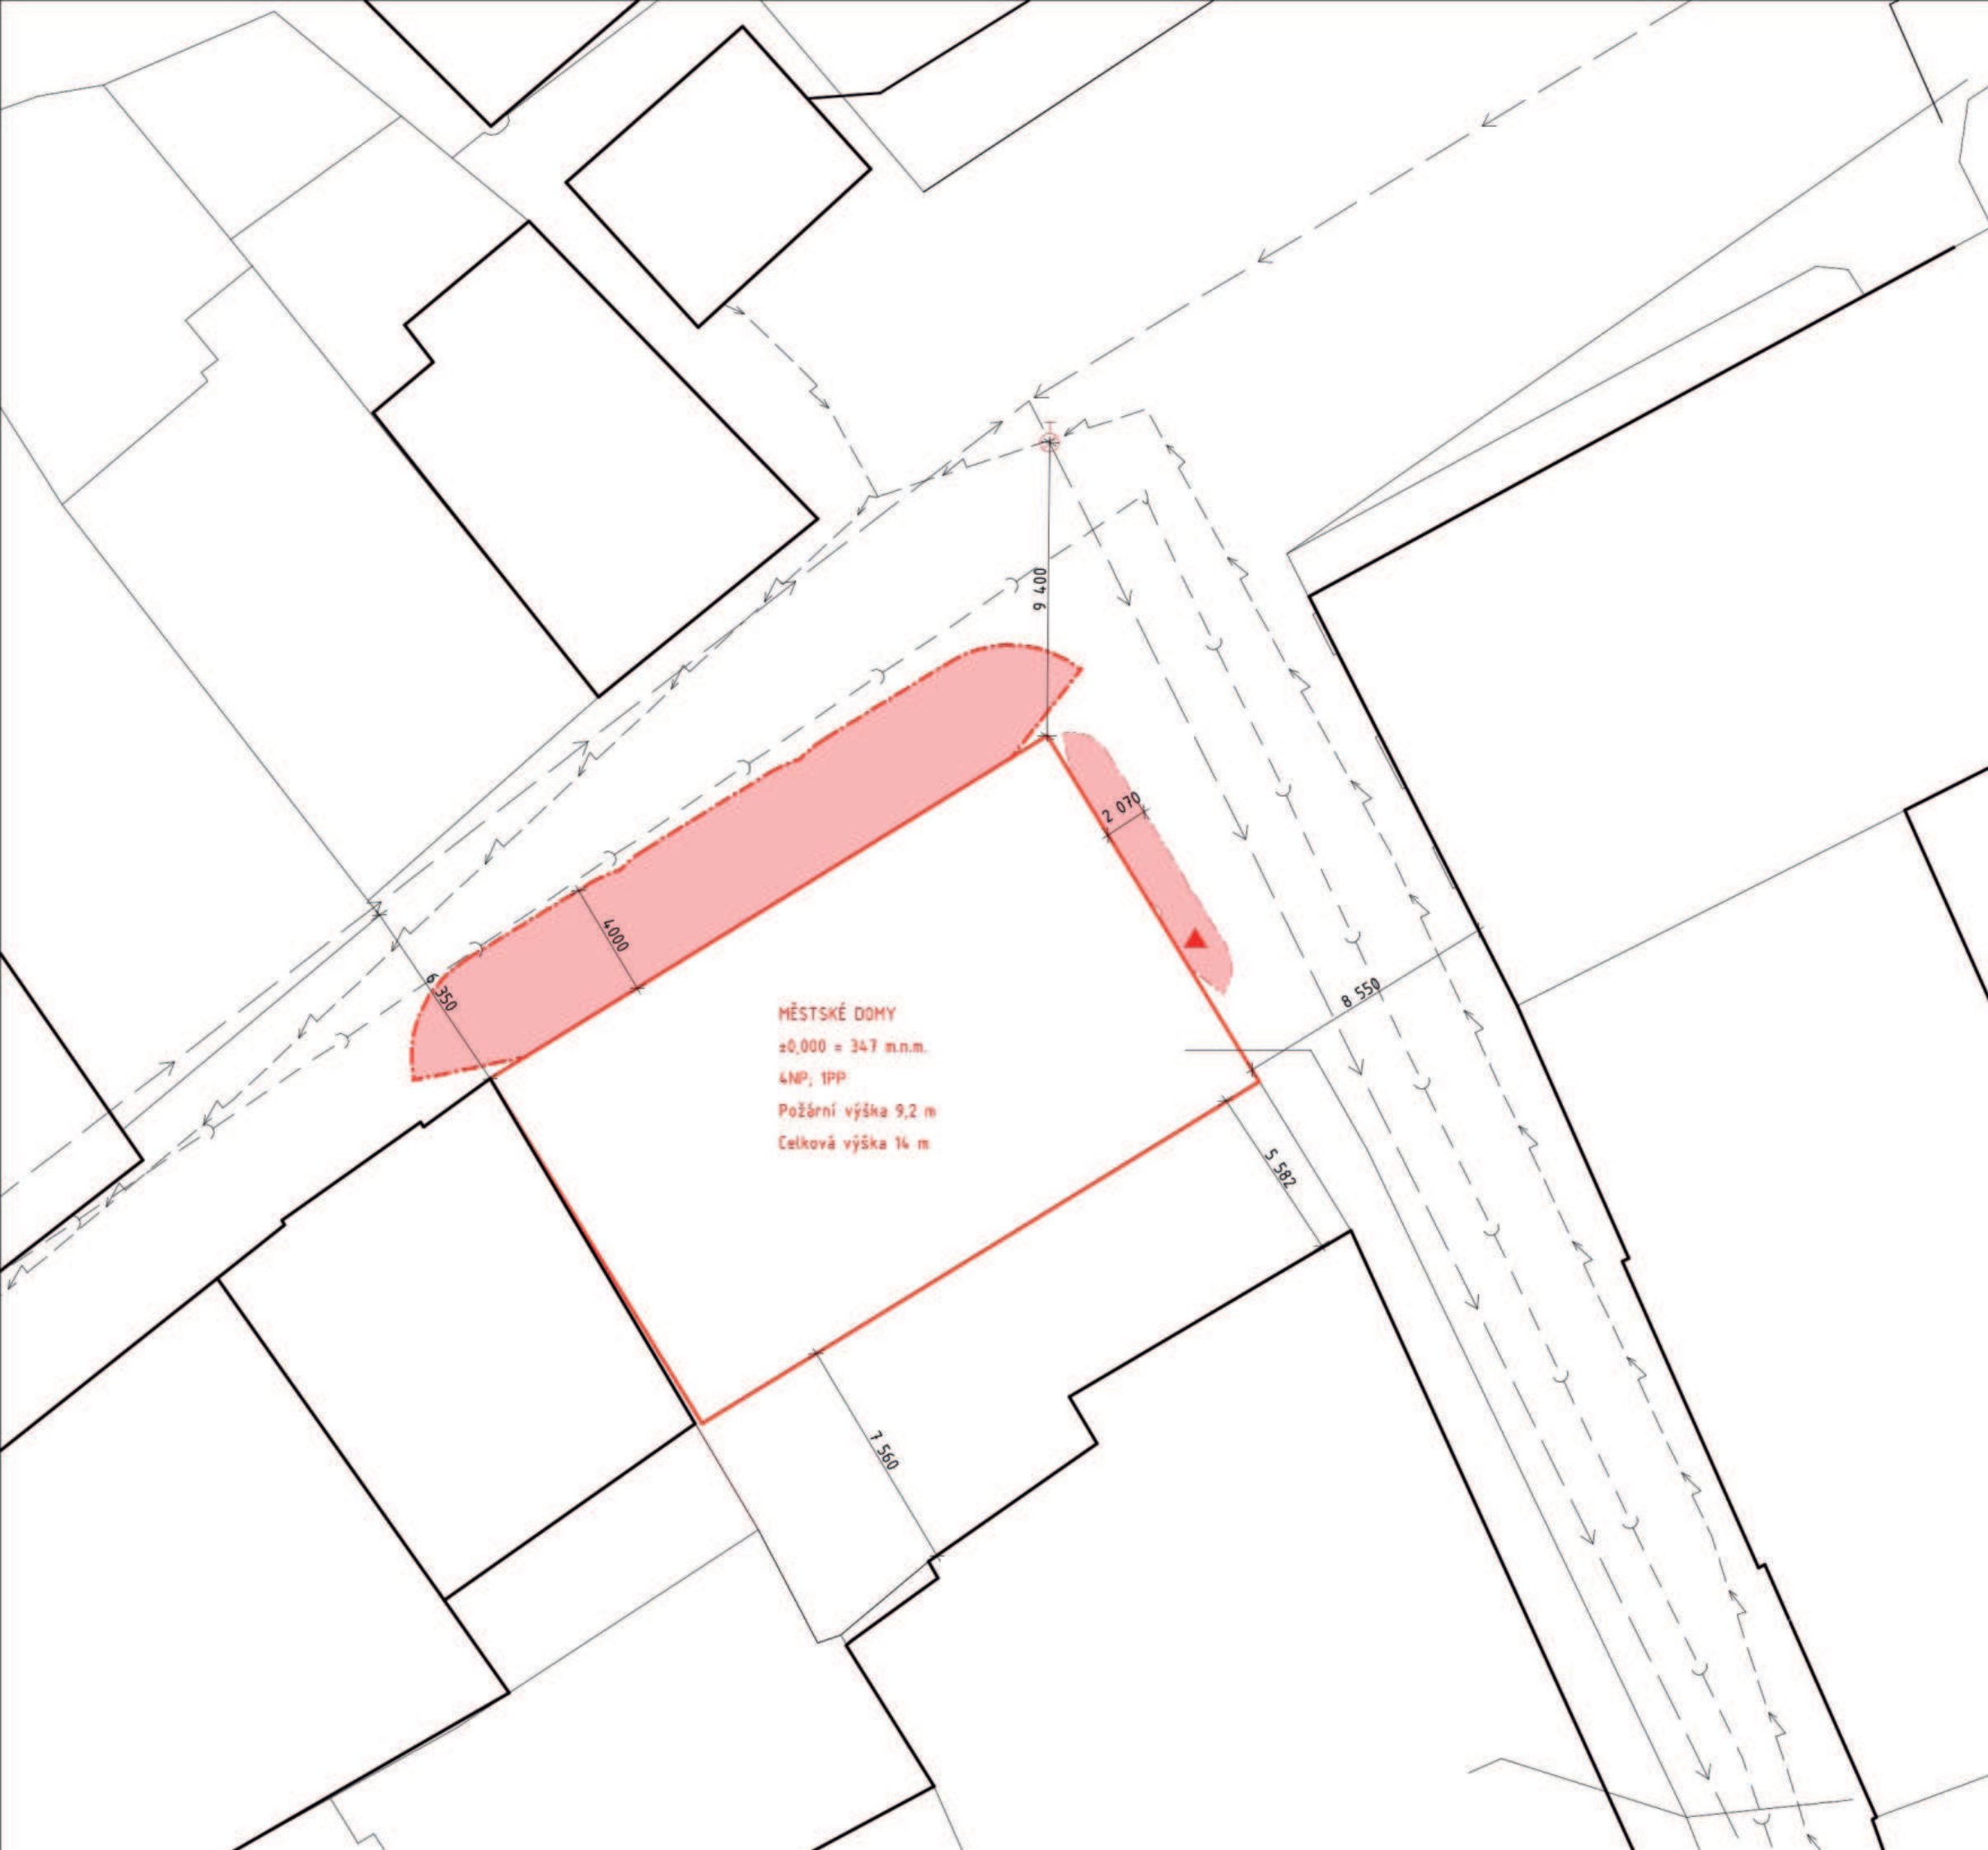 9 400
2 070
4000
6 350
8 550
MĚSTSKÉ DOMY
±0,000 = 347 m.n.m.
4NP; 1PP
Požární výška 9,2 m
Celková výška 14 m
5 582
7 560